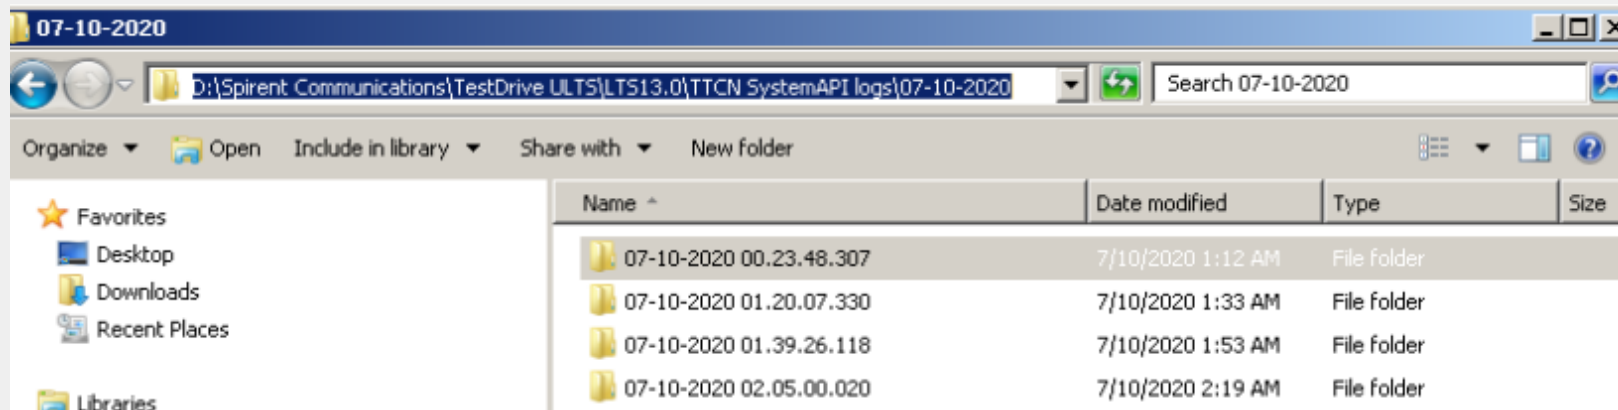 07-10-2020
D:\Spirent Communications\TestDrive ULTS\LTS13.0\TTCN SystemAPI logs\07-10-2020 Search 07-10-2020
Organize Open Include in library Share with New folder
Name Date modified Type Size
Favorites
Desktop
Downloads
Recent Places
Libraries
07-10-2020 00.23.48.307 7/10/2020 1:12 AM File folder
07-10-2020 01.20.07.330 7/10/2020 1:33 AM File folder
07-10-2020 01.39.26.118 7/10/2020 1:53 AM File folder
07-10-2020 02.05.00.020 7/10/2020 2:19 AM File folder